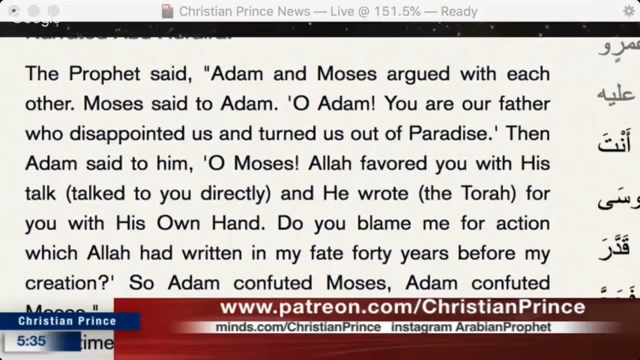 Christian Prince News — Live @ 151.5% — Ready
The Prophet said, "Adam and Moses argued with each
other. Moses said to Adam. 'O Adam! You are our father
who disappointed us and turned us out of Paradise.' Then
Adam said to him, 'O Moses! Allah favored you with His
talk (talked to you directly) and He wrote (the Torah) for
you with His Own Hand. Do you blame me for action
which Allah had written in my fate forty years before my
creation?' So Adam confuted Moses, Adam confuted
Moses."
عليه
أَنْتَ
قَدَّرَ
www.patreon.com/ChristianPrince
minds.com/ChristianPrince instagram ArabianProphet
Christian Prince
5:35